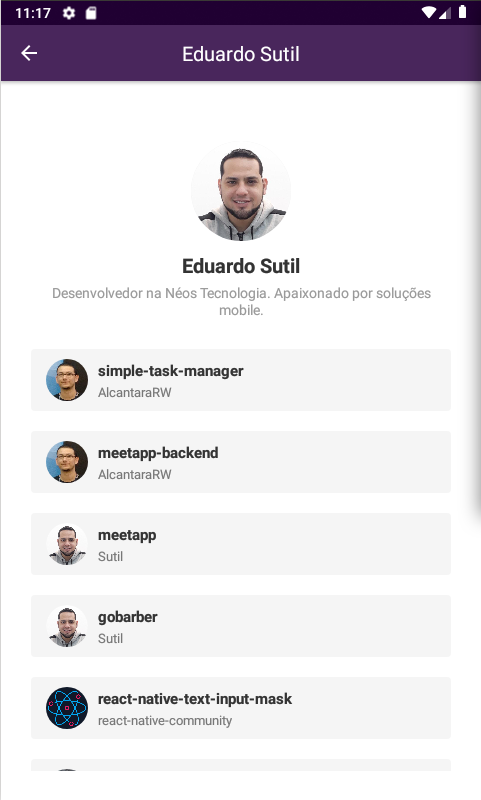 11:17
Eduardo Sutil
Eduardo Sutil
Desenvolvedor na Néos Tecnologia. Apaixonado por soluções
mobile.
simple-task-manager
AlcantaraRW
meetapp-backend
AlcantaraRW
meetapp
Sutil
gobarber
Sutil
react-native-text-input-mask
react-native-community